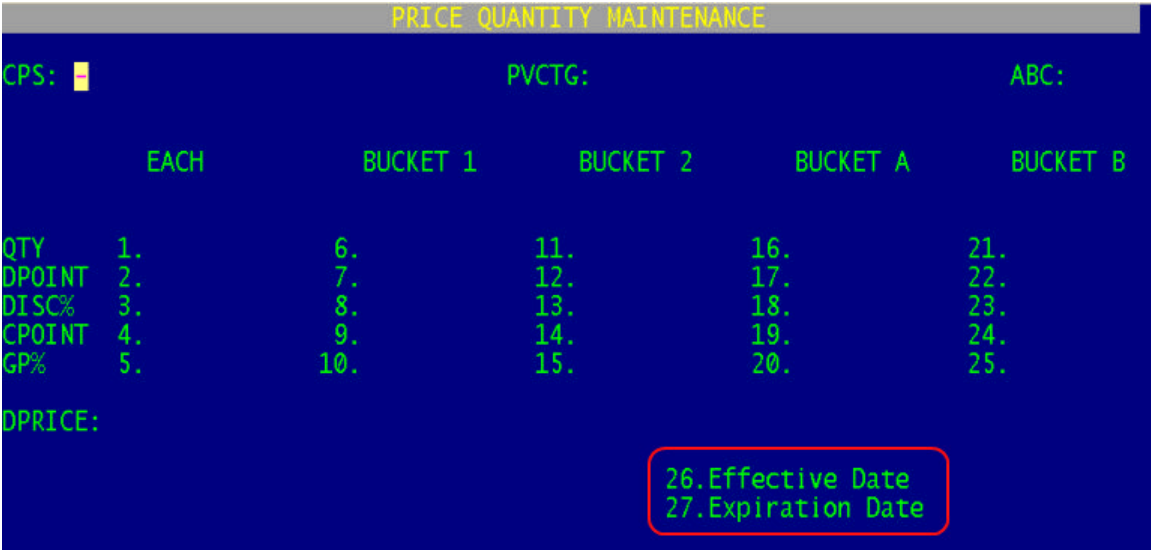 PRICE QUANTITY MAINTENANCE
CPS: - PVCTG: ABC:
EACH BUCKET 1 BUCKET 2 BUCKET A BUCKET B
QTY 1. 6. 11. 16. 21.
DPOINT 2. 7. 12. 17. 22.
DISC% 3. 8. 13. 18. 23.
CPOINT 4. 9. 14. 19. 24.
GP% 5. 10. 15. 20. 25.
DPRICE:
26.Effective Date
27.Expiration Date